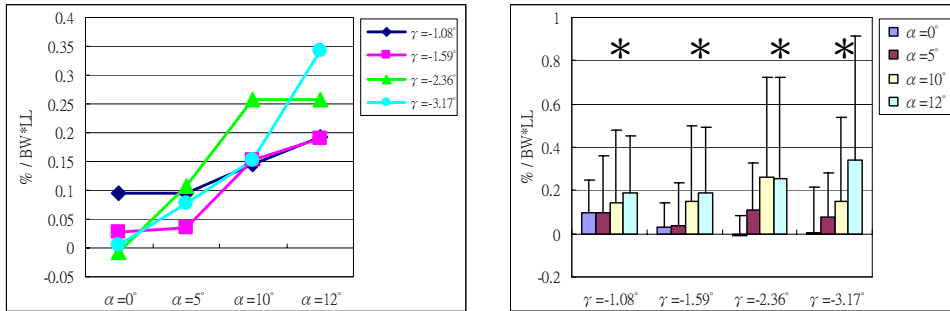 0.4
0.35
0.3
0.25
0.2
0.15
0.1
0.05
0
-0.05
% / BW*LL
α=0° α=5° α=10° α=12°
γ=-1.08°
γ=-1.59°
γ=-2.36°
γ=-3.17°
1
0.8
0.6
0.4
0.2
0
-0.2
% / BW*LL
* * * *
γ=-1.08° γ=-1.59° γ=-2.36° γ=-3.17°
α=0°
α=5°
α=10°
α=12°